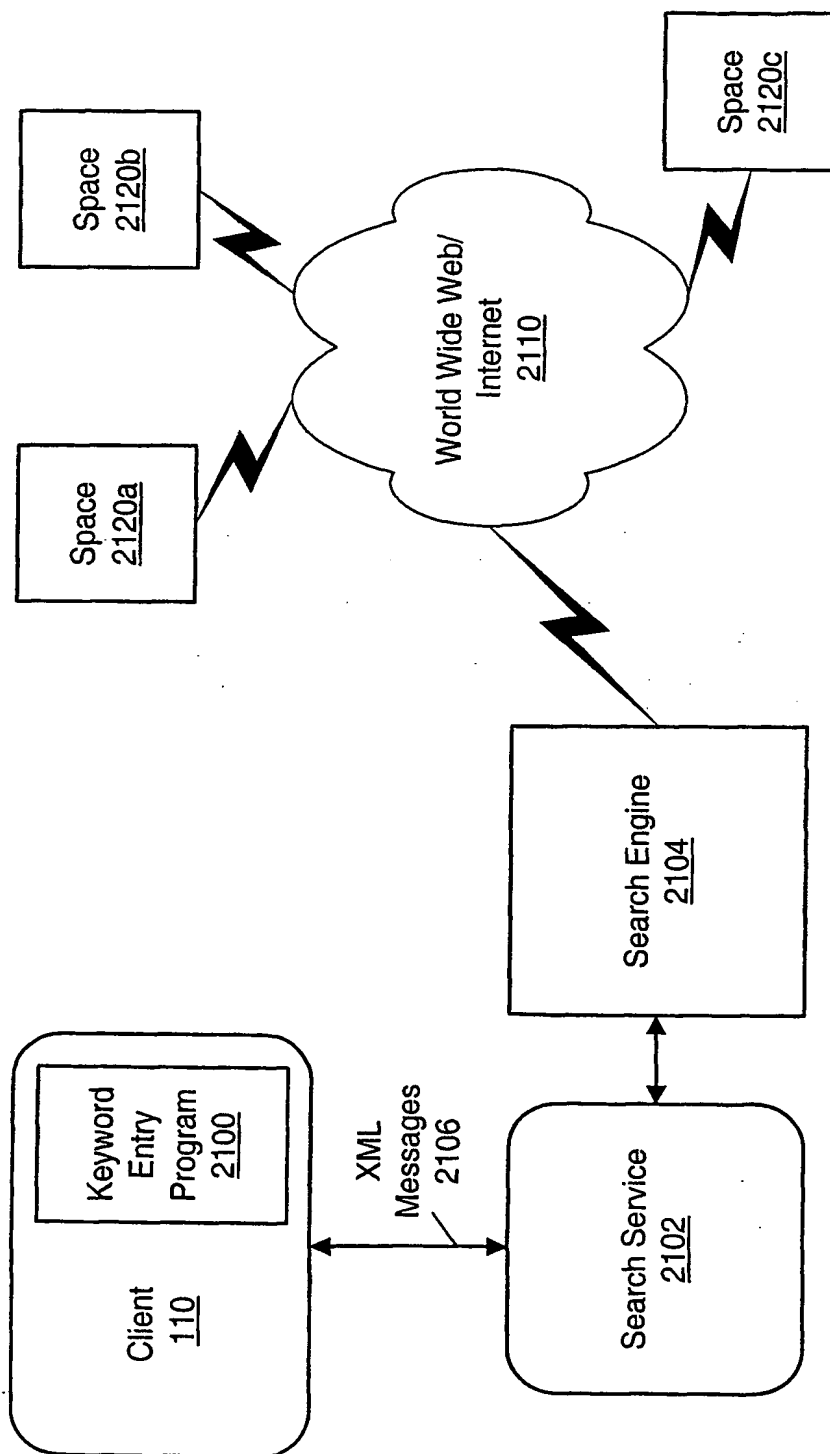 Client
110
Keyword
Entry
Program
2100
XML
Messages
2106
Search Service
2102
Search Engine
2104
World Wide Web/
Internet
2110
Space
2120a
Space
2120b
Space
2120c